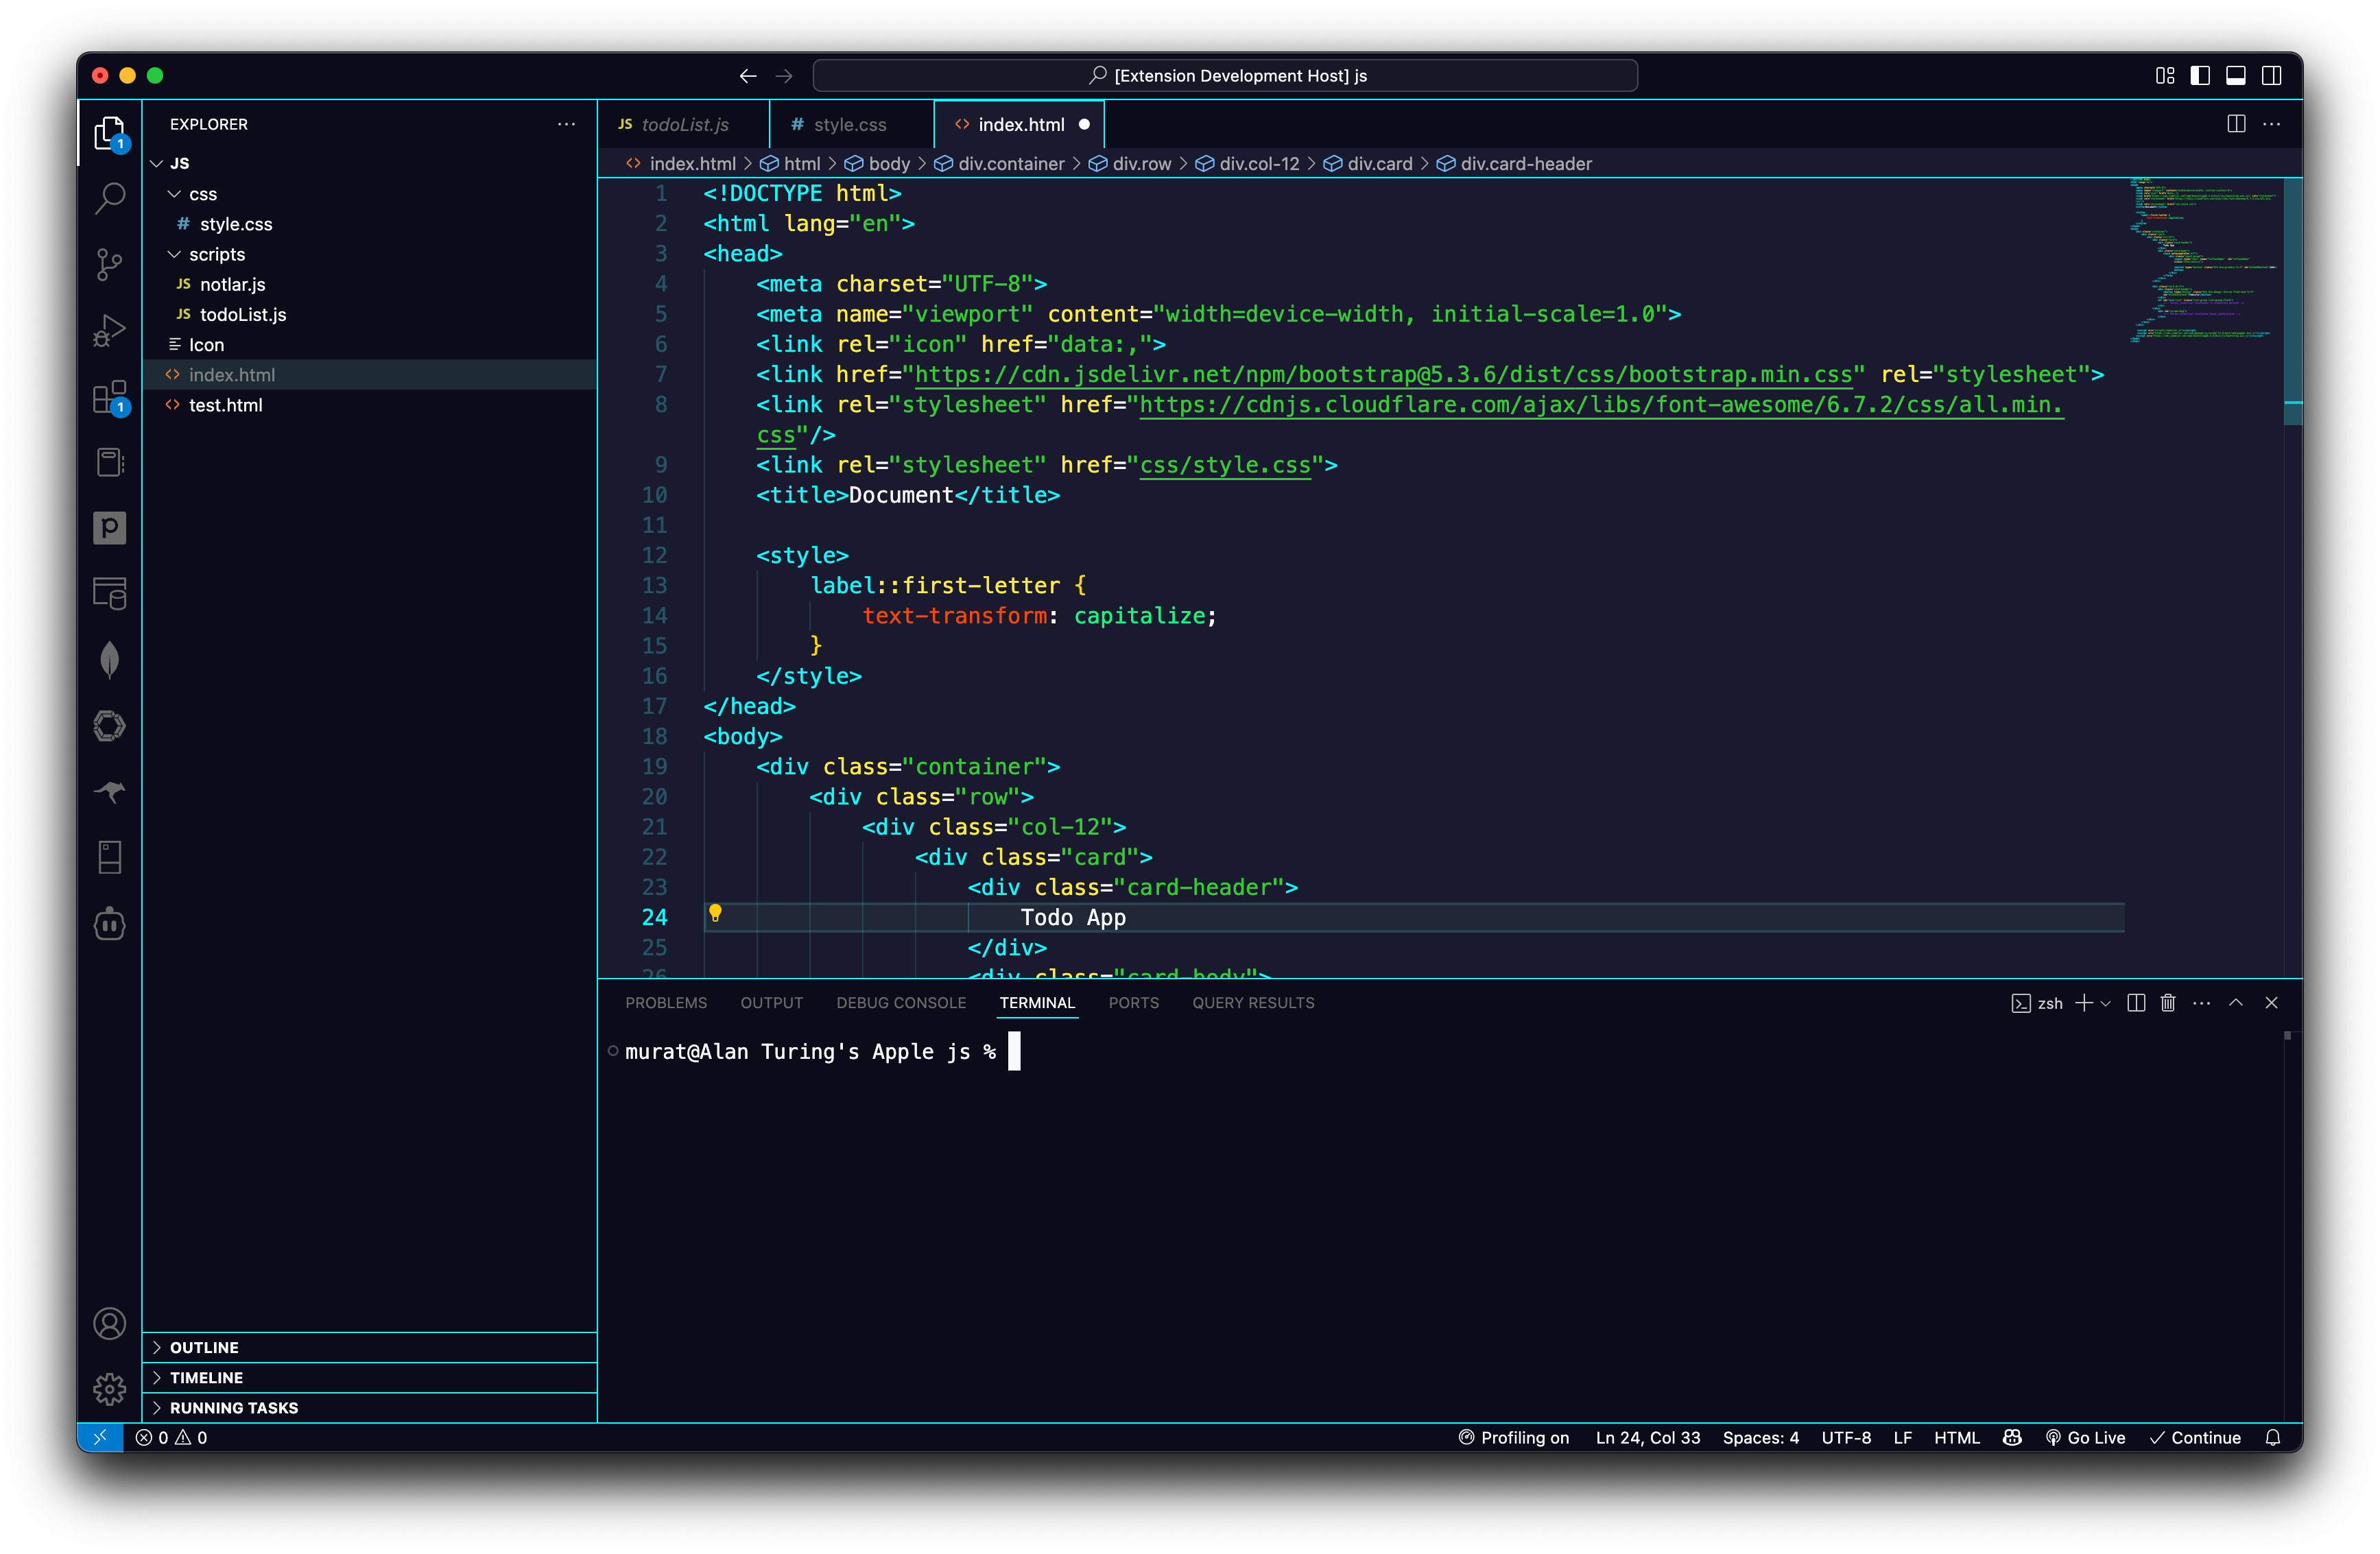 [Extension Development Host] js
EXPLORER
JS
css
# style.css
scripts
JS notlar.js
JS todoList.js
Icon
<> index.html
<> test.html
OUTLINE
TIMELINE
RUNNING TASKS
1
1
JS todoList.js
# style.css
<> index.html
<> index.html > html > body > div.container > div.row > div.col-12 > div.card > div.card-header
1 <!DOCTYPE html>
2 <html lang="en">
3 <head>
4 <meta charset="UTF-8">
5 <meta name="viewport" content="width=device-width, initial-scale=1.0">
6 <link rel="icon" href="data:,">
7 <link href="https://cdn.jsdelivr.net/npm/bootstrap@5.3.6/dist/css/bootstrap.min.css" rel="stylesheet">
8 <link rel="stylesheet" href="https://cdnjs.cloudflare.com/ajax/libs/font-awesome/6.7.2/css/all.min.
css"/>
9 <link rel="stylesheet" href="css/style.css">
10 <title>Document</title>
11
12 <style>
13 label::first-letter {
14 text-transform: capitalize;
15 }
16 </style>
17 </head>
18 <body>
19 <div class="container">
20 <div class="row">
21 <div class="col-12">
22 <div class="card">
23 <div class="card-header">
24 Todo App
25 </div>
26 <div class="card-body">
PROBLEMS OUTPUT DEBUG CONSOLE TERMINAL PORTS QUERY RESULTS
zsh
murat@Alan Turing's Apple js %
0 0
Profiling on Ln 24, Col 33 Spaces: 4 UTF-8 LF HTML Go Live Continue